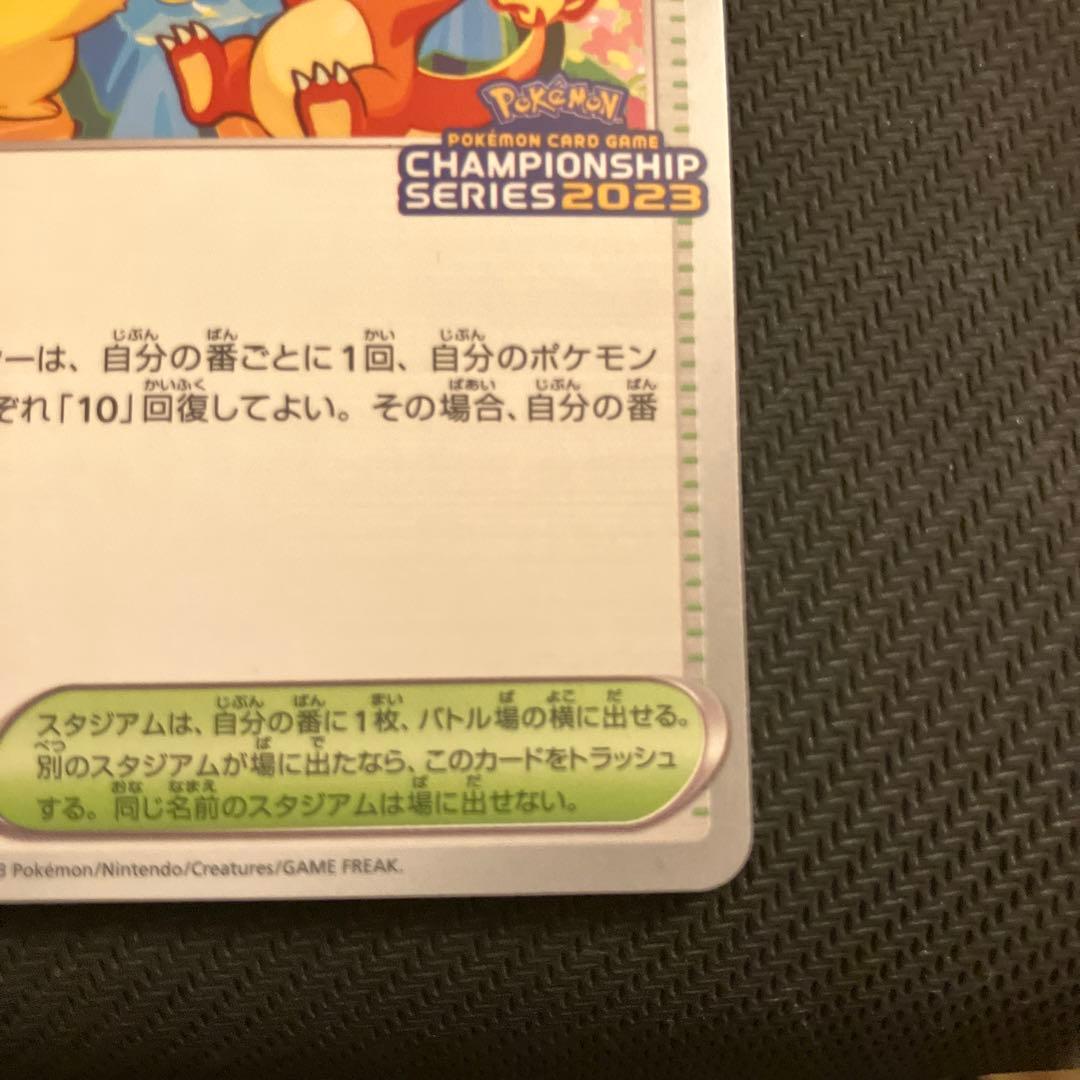 POKÉMON
POKÉMON CARD GAME
CHAMPIONSHIP
SERIES 2023
ーは、自分の番ごとに1回、自分のポケモン
ぞれ「10」回復してよい。その場合、自分の番
スタジアムは、自分の番に1枚、バトル場の横に出せる。
別のスタジアムが場に出たなら、このカードをトラッシュ
する。同じ名前のスタジアムは場に出せない。
3 Pokémon/Nintendo/Creatures/GAME FREAK.